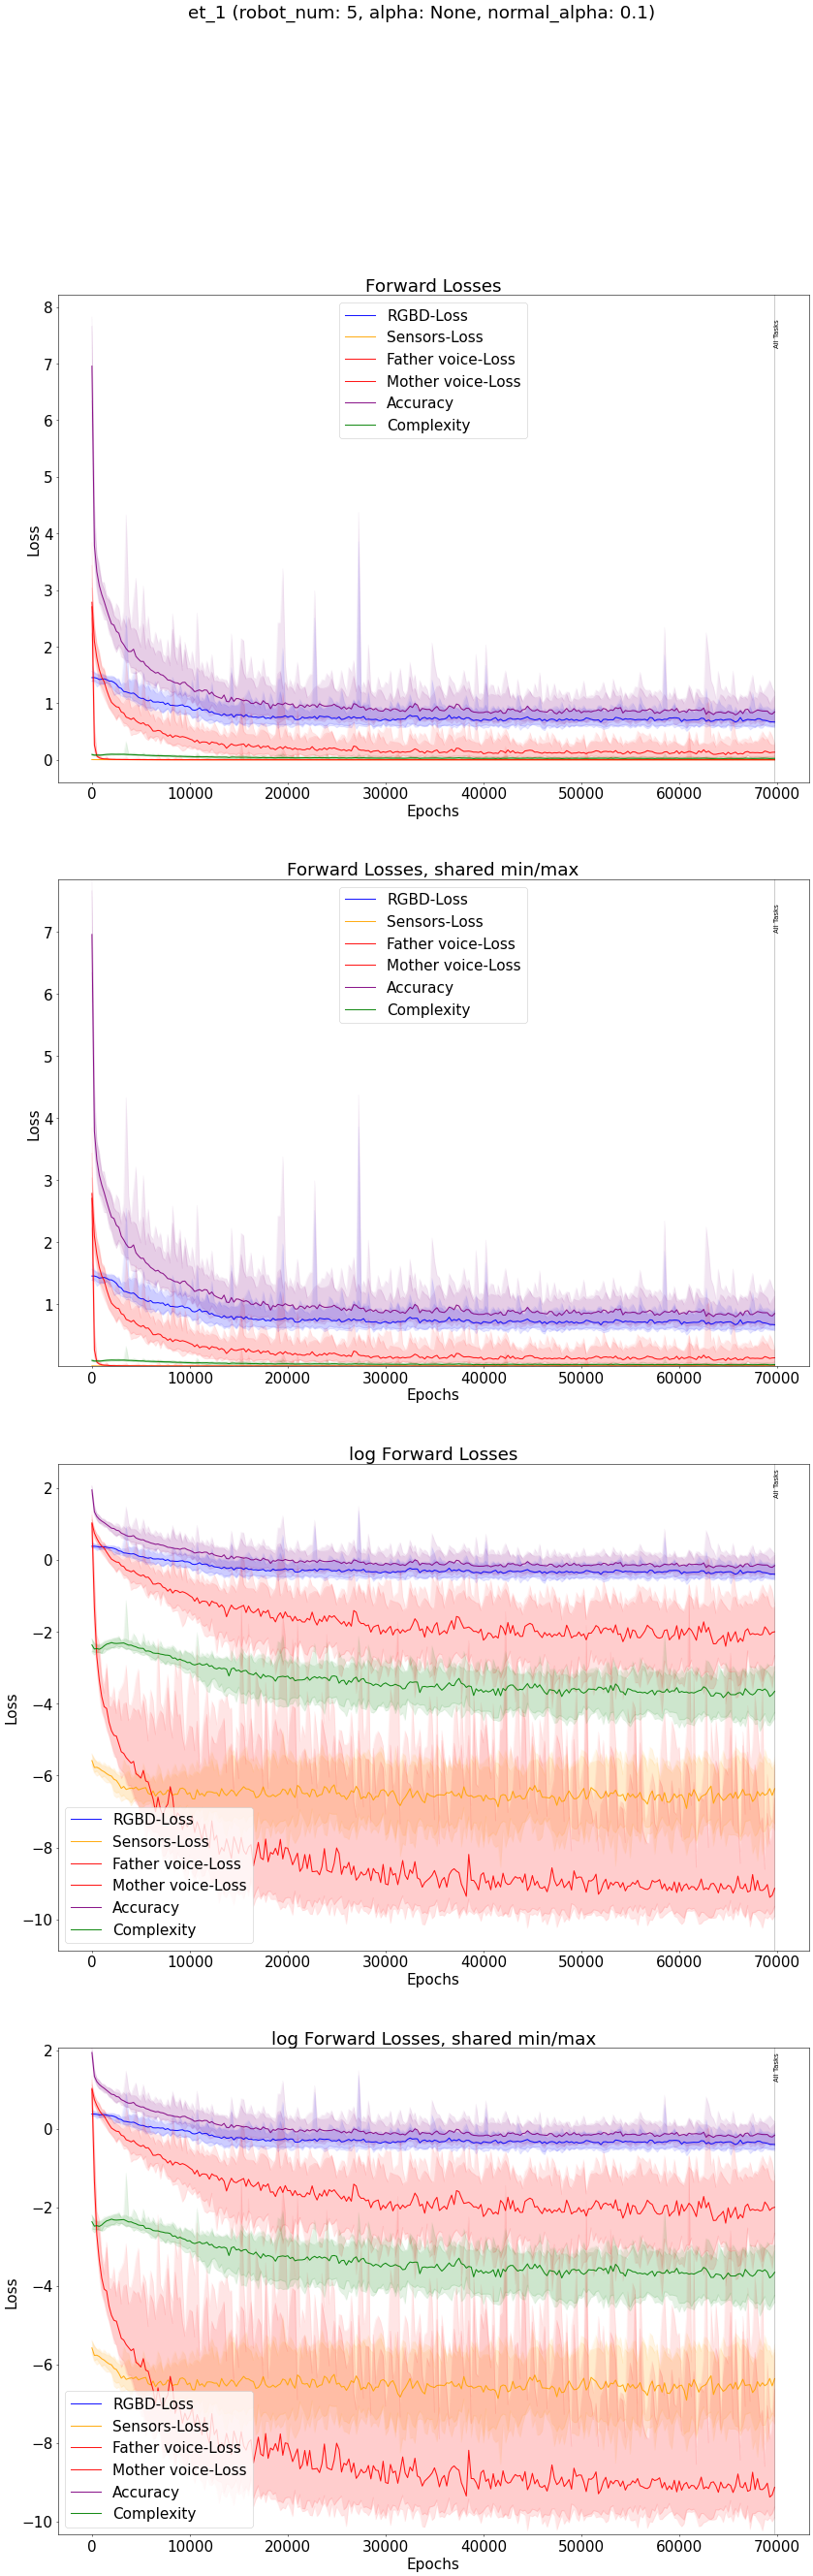 et_1 (robot_num: 5, alpha: None, normal_alpha: 0.1)
Forward Losses
8
7
6
5
4
3
2
1
0
Loss
RGBD-Loss
Sensors-Loss
Father voice-Loss
Mother voice-Loss
Accuracy
Complexity
All Tasks
0 10000 20000 30000 40000 50000 60000 70000
Epochs
Forward Losses, shared min/max
7
6
5
4
3
2
1
Loss
RGBD-Loss
Sensors-Loss
Father voice-Loss
Mother voice-Loss
Accuracy
Complexity
All Tasks
0 10000 20000 30000 40000 50000 60000 70000
Epochs
log Forward Losses
2
0
−2
−4
−6
−8
−10
Loss
RGBD-Loss
Sensors-Loss
Father voice-Loss
Mother voice-Loss
Accuracy
Complexity
All Tasks
0 10000 20000 30000 40000 50000 60000 70000
Epochs
log Forward Losses, shared min/max
2
0
−2
−4
−6
−8
−10
Loss
RGBD-Loss
Sensors-Loss
Father voice-Loss
Mother voice-Loss
Accuracy
Complexity
All Tasks
0 10000 20000 30000 40000 50000 60000 70000
Epochs